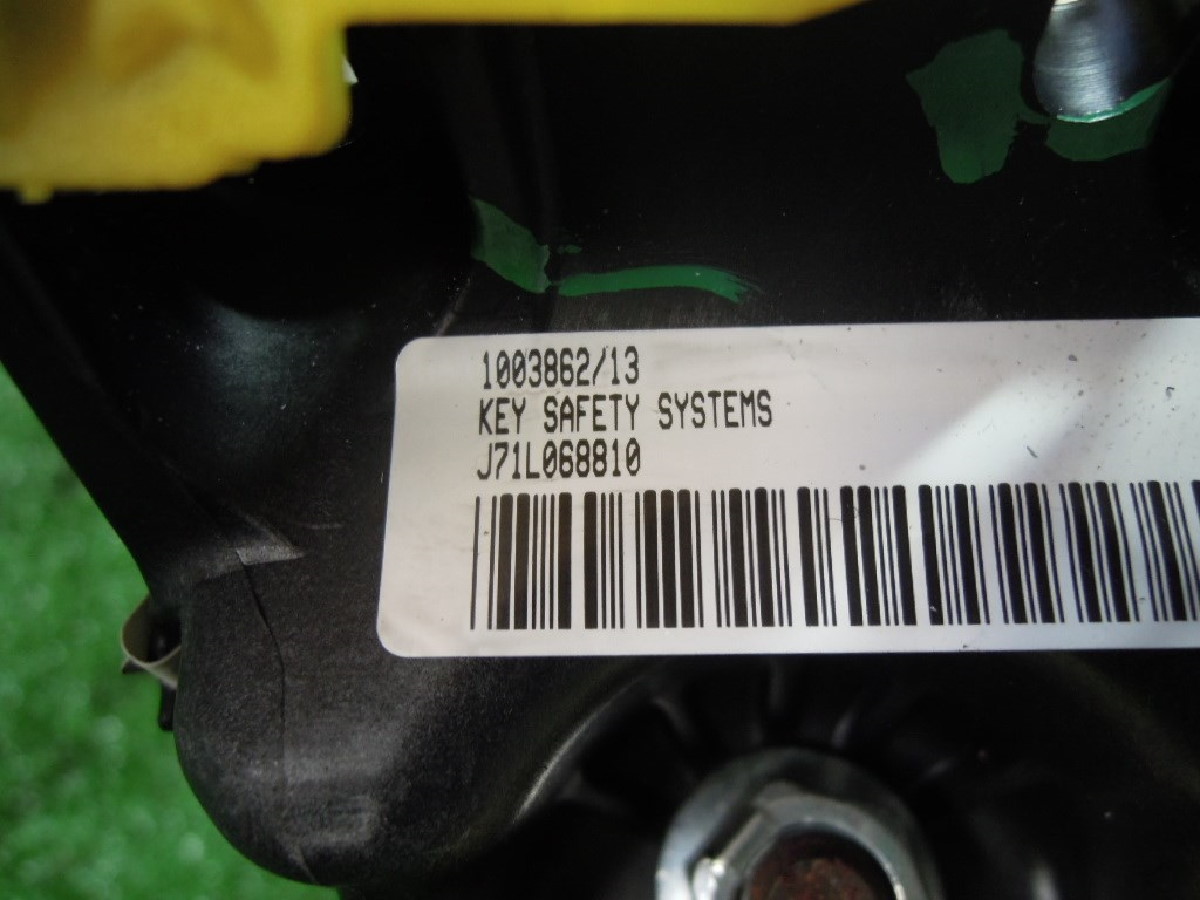 1003862/13
KEY SAFETY SYSTEMS
J71L068810